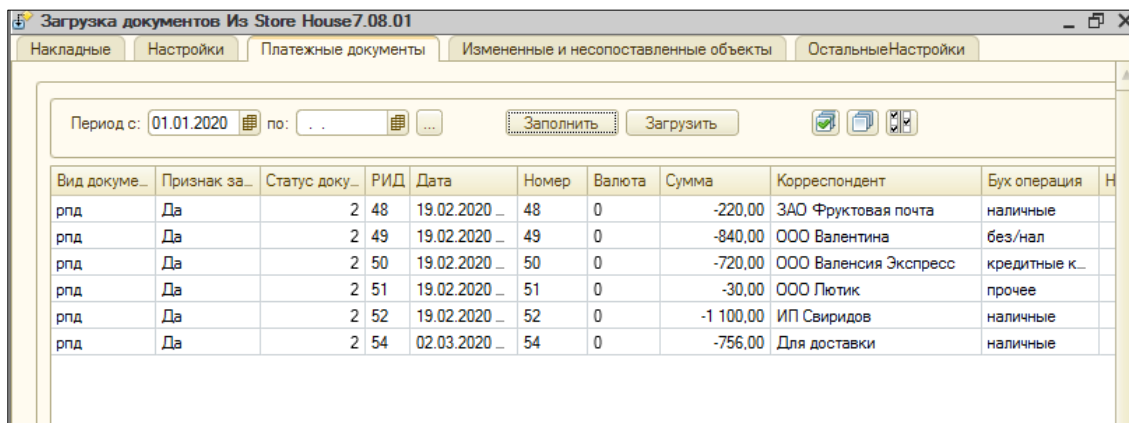 Загрузка документов Из Store House7.08.01
Накладные Настройки Платежные документы Измененные и несопоставленные объекты ОстальныеНастройки
Период с: 01.01.2020 по: . . ... Заполнить Загрузить
Вид докуме... Признак за... Статус доку... РИД Дата Номер Валюта Сумма Корреспондент Бух операция Н
рпд Да 2 48 19.02.2020 ... 48 0 -220,00 ЗАО Фруктовая почта наличные
рпд Да 2 49 19.02.2020 ... 49 0 -840,00 ООО Валентина без/нал
рпд Да 2 50 19.02.2020 ... 50 0 -720,00 ООО Валенсия Экспресс кредитные к...
рпд Да 2 51 19.02.2020 ... 51 0 -30,00 ООО Лютик прочее
рпд Да 2 52 19.02.2020 ... 52 0 -1 100,00 ИП Свиридов наличные
рпд Да 2 54 02.03.2020 ... 54 0 -756,00 Для доставки наличные